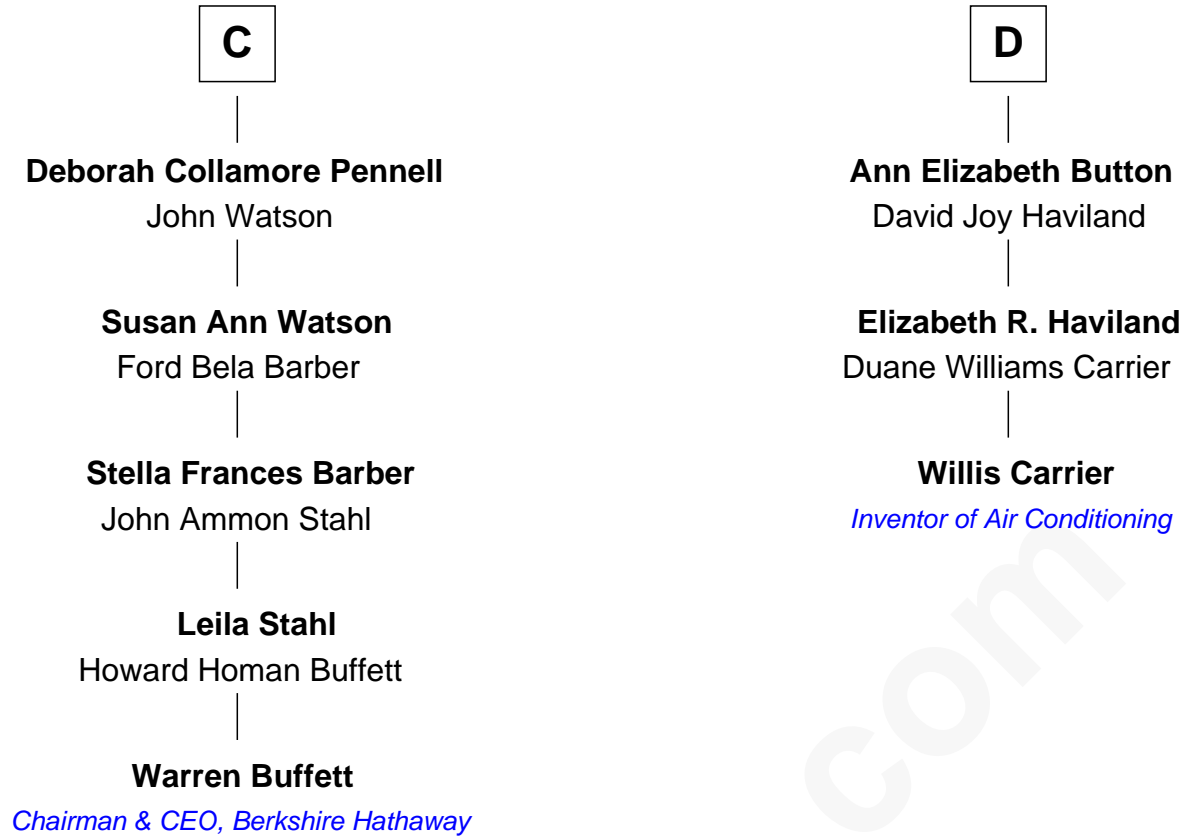 C
Deborah Collamore Pennell
John Watson
Susan Ann Watson
Ford Bela Barber
Stella Frances Barber
John Ammon Stahl
Leila Stahl
Howard Homan Buffett
Warren Buffett
Chairman & CEO, Berkshire Hathaway
D
Ann Elizabeth Button
David Joy Haviland
Elizabeth R. Haviland
Duane Williams Carrier
Willis Carrier
Inventor of Air Conditioning
com